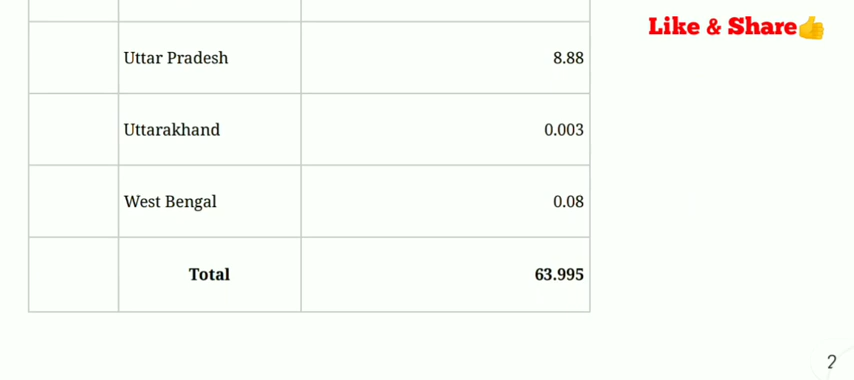 Like & Share👍
Uttar Pradesh 8.88
Uttarakhand 0.003
West Bengal 0.08
Total 63.995
2